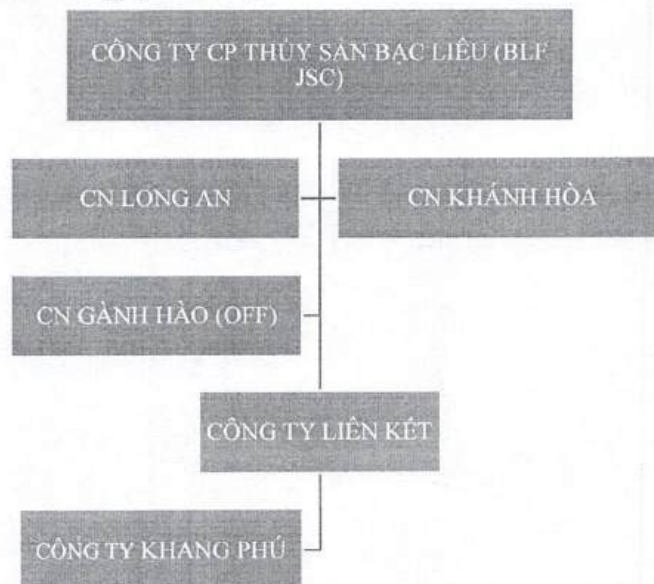 CÔNG TY CP THỦY SẢN BẠC LIÊU (BLF
JSC)
CN LONG AN
CN KHÁNH HÒA
CN GÀNH HÀO (OFF)
CÔNG TY LIÊN KẾT
CÔNG TY KHANG PHÚ